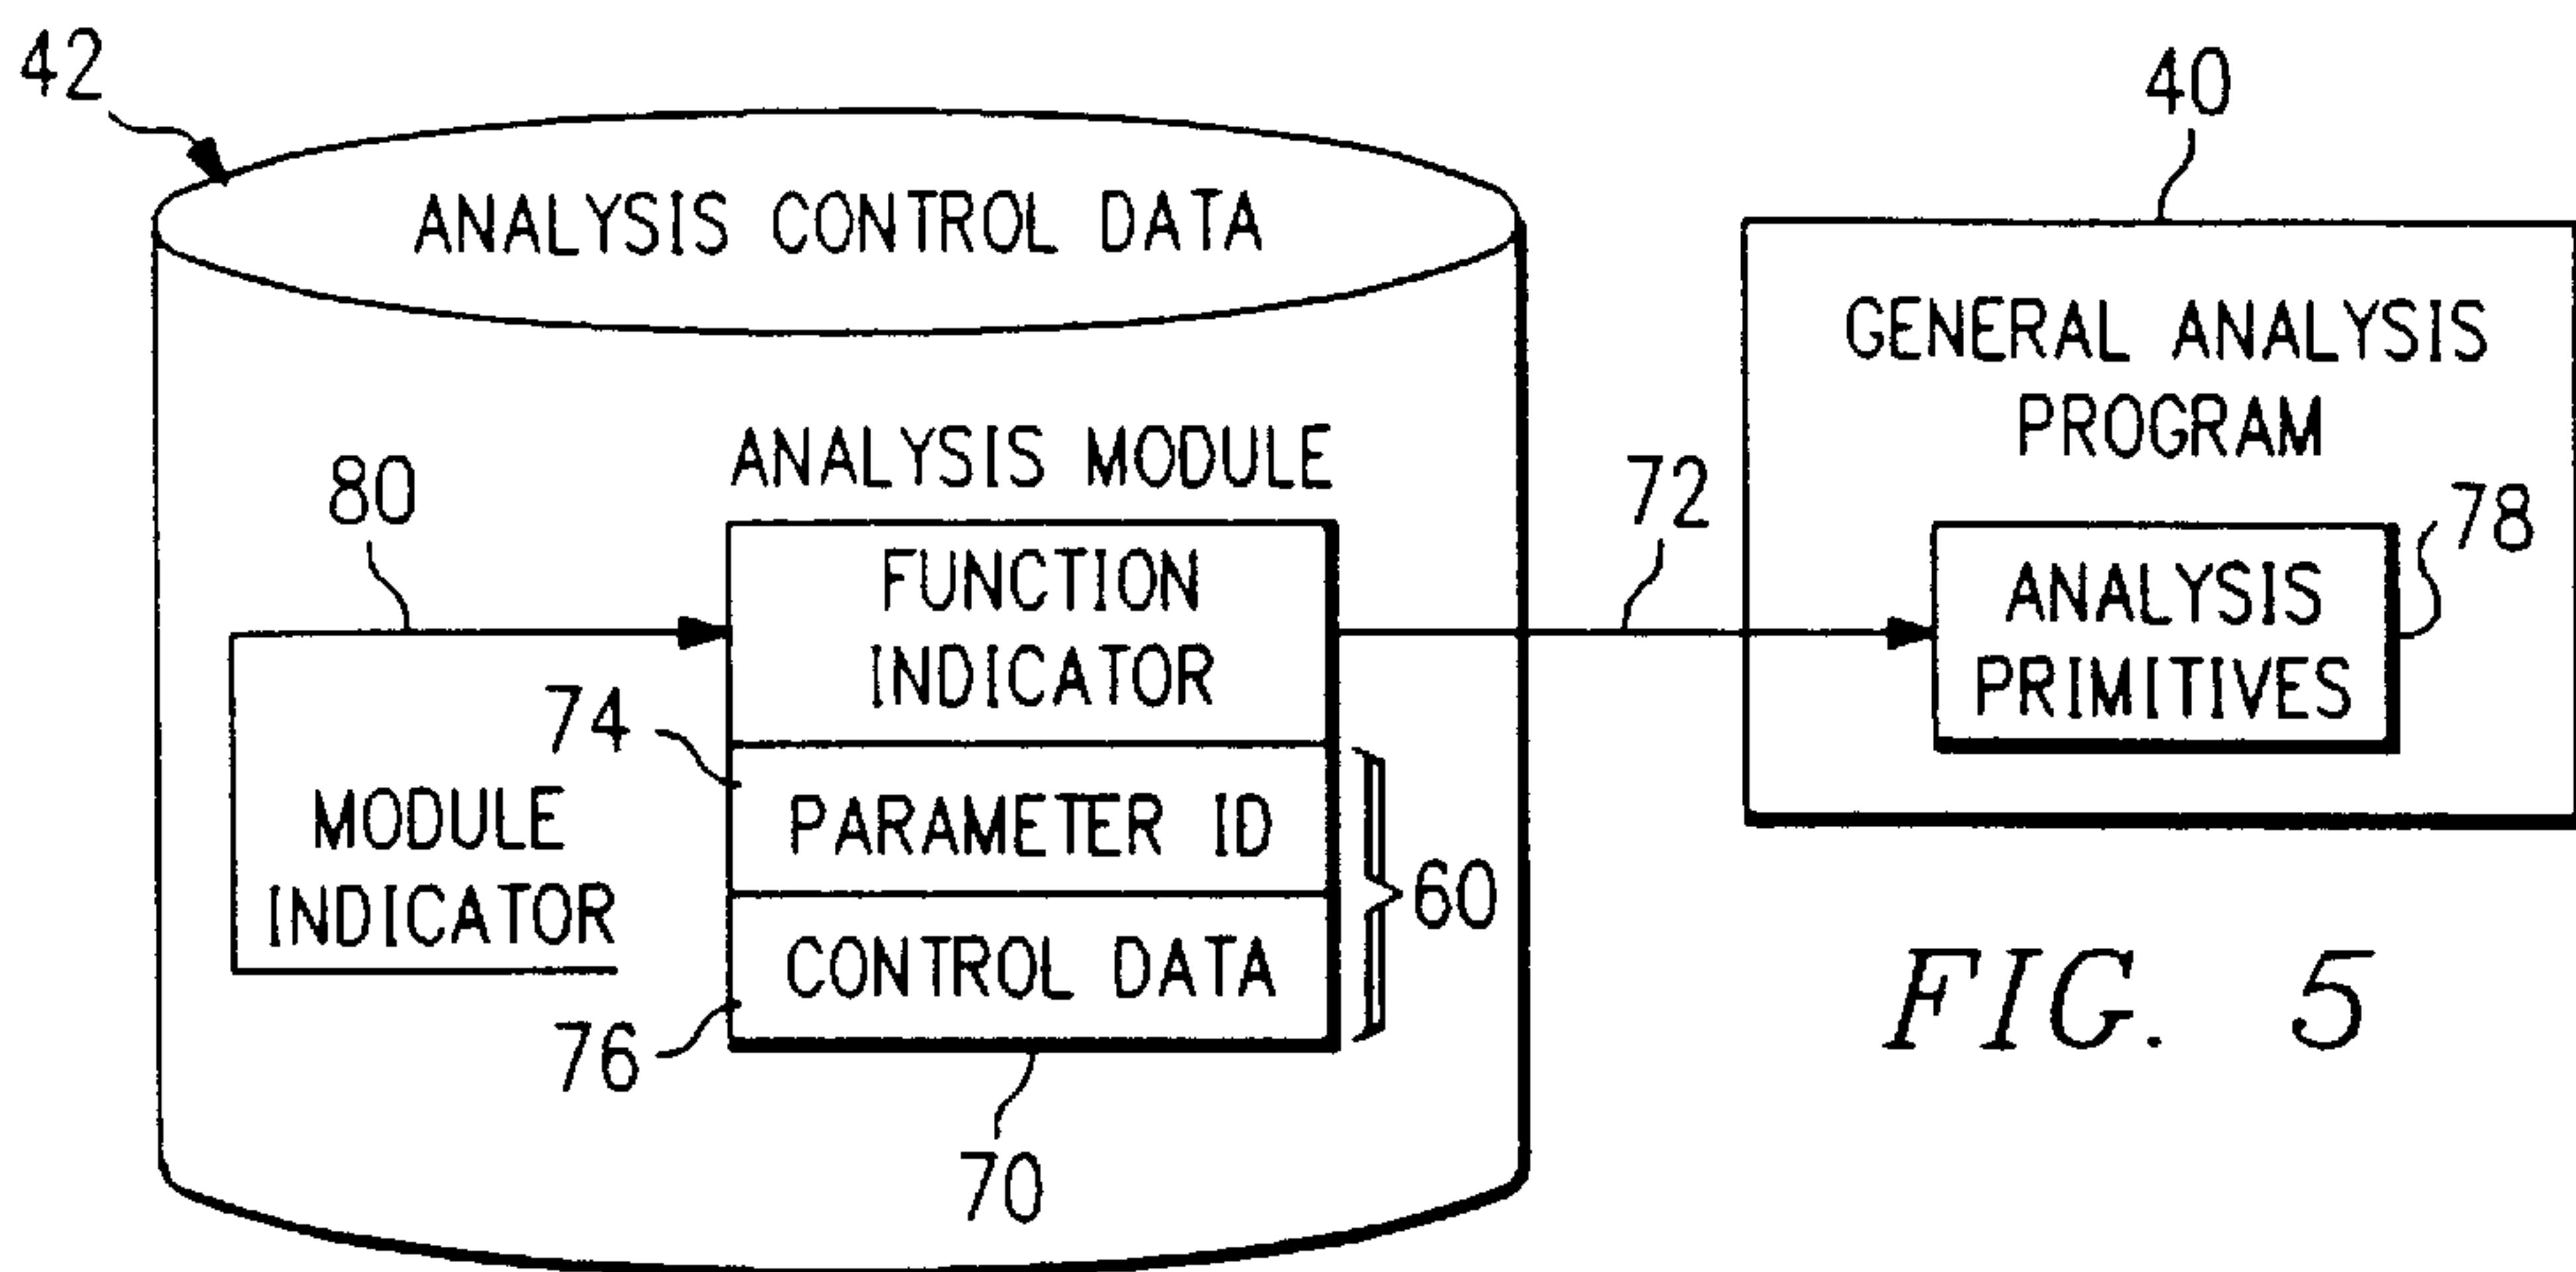 42
40
ANALYSIS CONTROL DATA
GENERAL ANALYSIS
PROGRAM
ANALYSIS MODULE
80
72
78
FUNCTION
INDICATOR
ANALYSIS
PRIMITIVES
74
MODULE
INDICATOR
PARAMETER ID
60
CONTROL DATA
76
70
FIG. 5